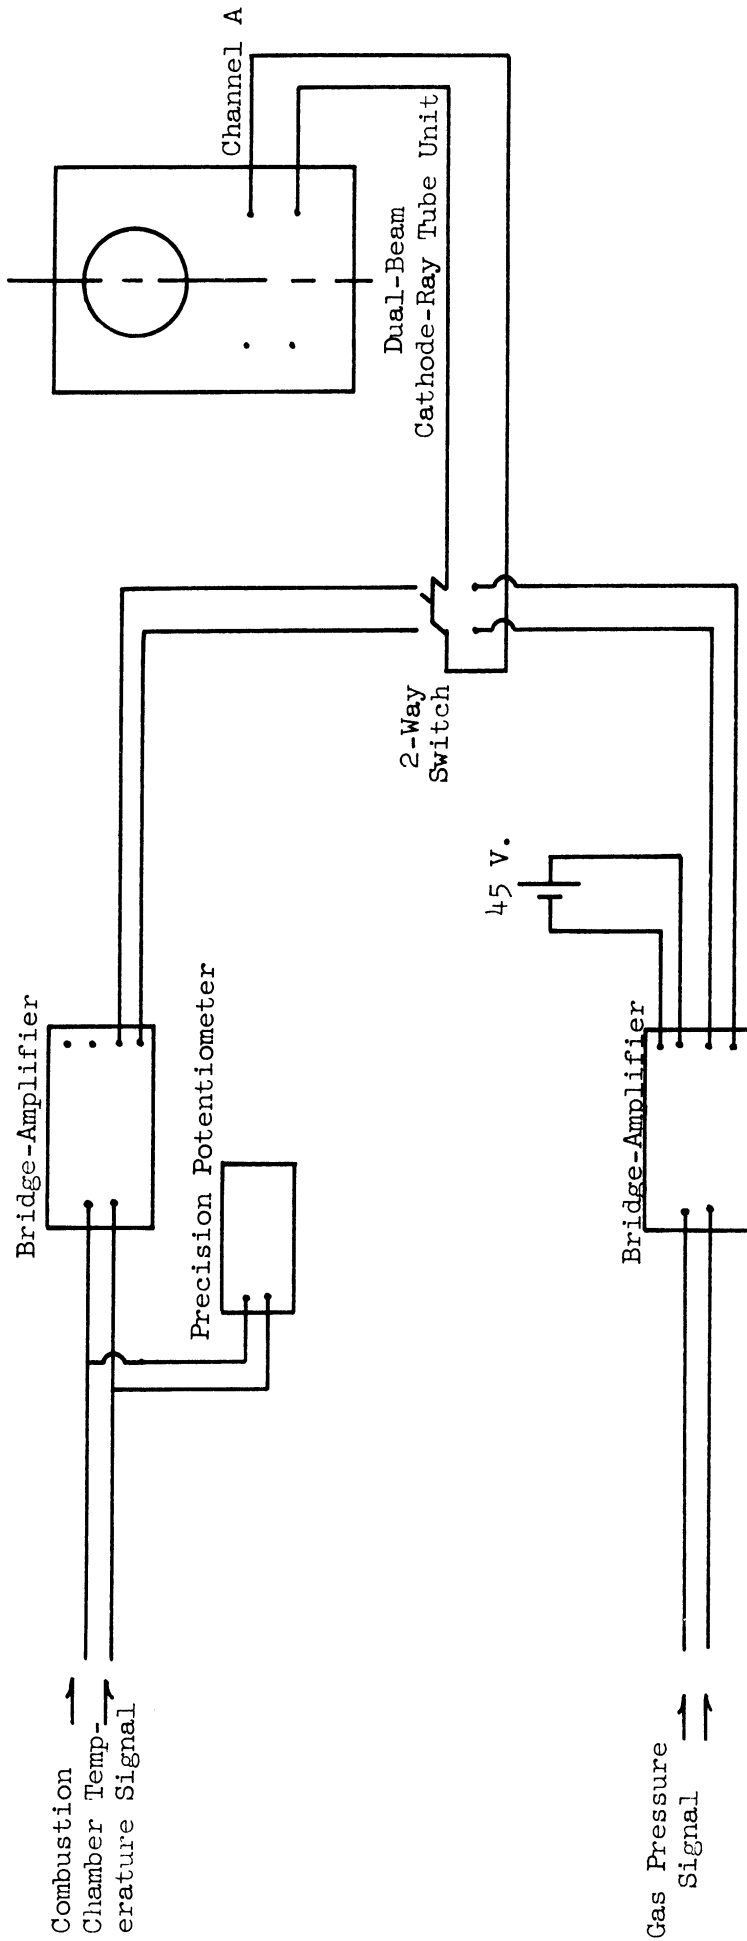 Combustion
Chamber Temp-
erature Signal
Bridge-Amplifier
Precision Potentiometer
Channel A
Dual-Beam
Cathode-Ray Tube Unit
2-Way
Switch
45 V.
Bridge-Amplifier
Gas Pressure
Signal